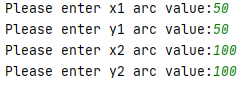 Please enter x1 arc value:50
Please enter y1 arc value:50
Please enter x2 arc value:100
Please enter y2 arc value:100